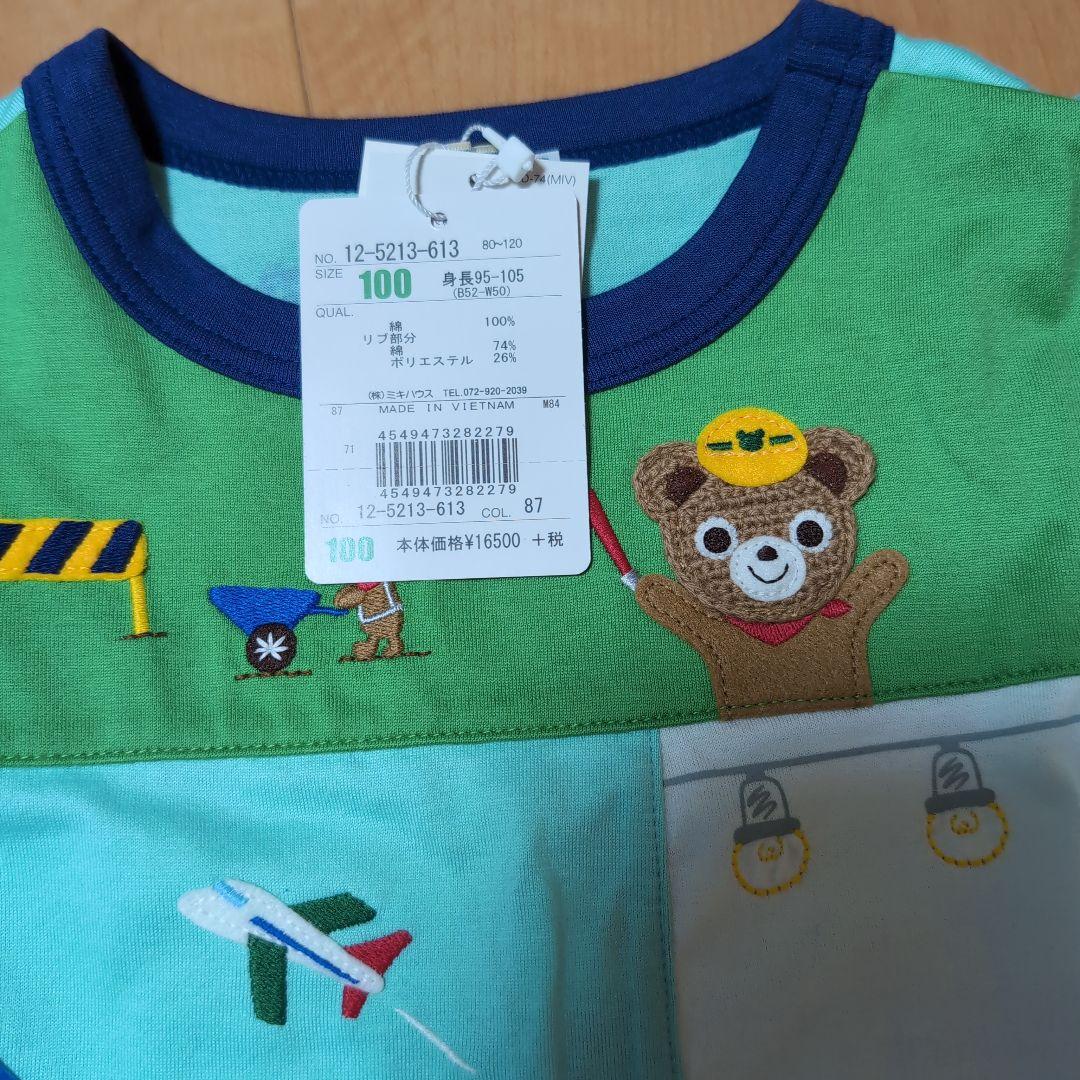 0-74(MIV)
NO. 12-5213-613 80~120
SIZE 100 身長95-105
(B52-W50)
QUAL.
綿 100%
リブ部分
綿 74%
ポリエステル 26%
(株)ミキハウス TEL.072-920-2039
87 MADE IN VIETNAM M84
4549473282279
71
4549473282279
NO. 12-5213-613 COL. 87
100 本体価格¥16500 +税